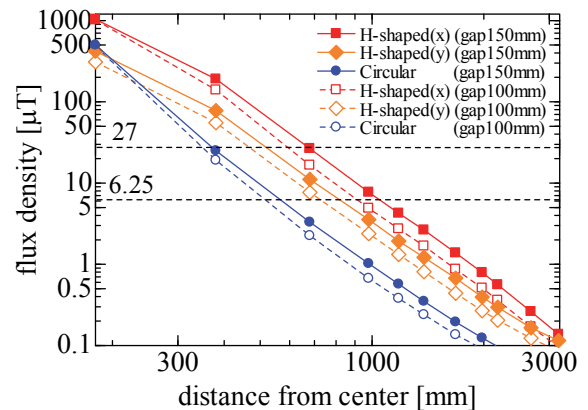 1000
500
100
50
10
5
1
0.5
0.1
flux density [μT]
27
6.25
H-shaped(x) (gap150mm)
H-shaped(y) (gap150mm)
Circular (gap150mm)
H-shaped(x) (gap100mm)
H-shaped(y) (gap100mm)
Circular (gap100mm)
300 1000 3000
distance from center [mm]